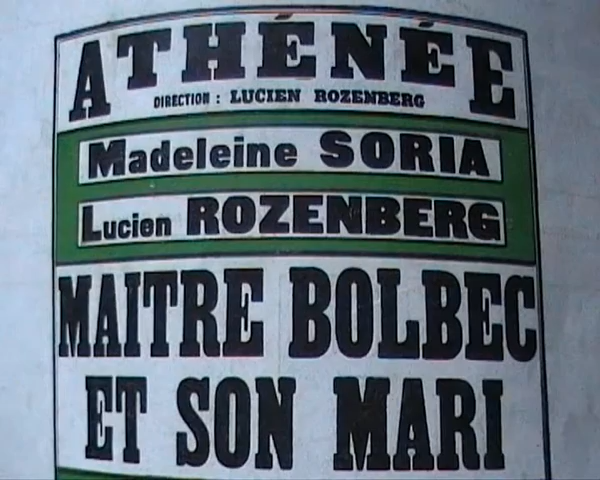 ATHÉNÉE
DIRECTION : LUCIEN ROZENBERG
Madeleine SORIA
Lucien ROZENBERG
MAITRE BOLBEC
ET SON MARI